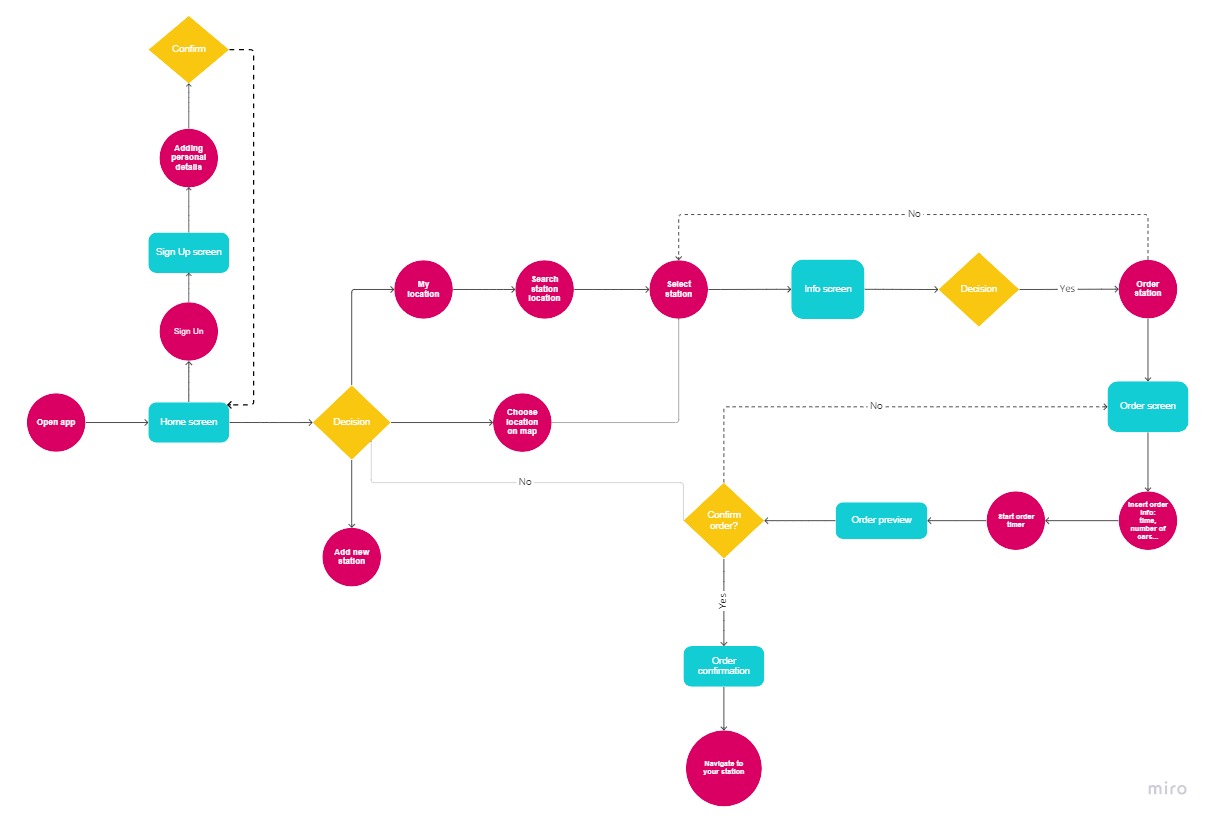 Confirm
Adding
personal
details
Sign Up screen
Sign Un
Open app
Home screen
Decision
My
location
Search
station
location
Select
station
Info screen
Decision
Yes
Order
station
No
Choose
location
on map
Add new
station
No
No
Order screen
Insert order
info:
time,
number of
cars...
Start order
timer
Order preview
Confirm
order?
Yes
Order
confirmation
Navigate to
your station
miro